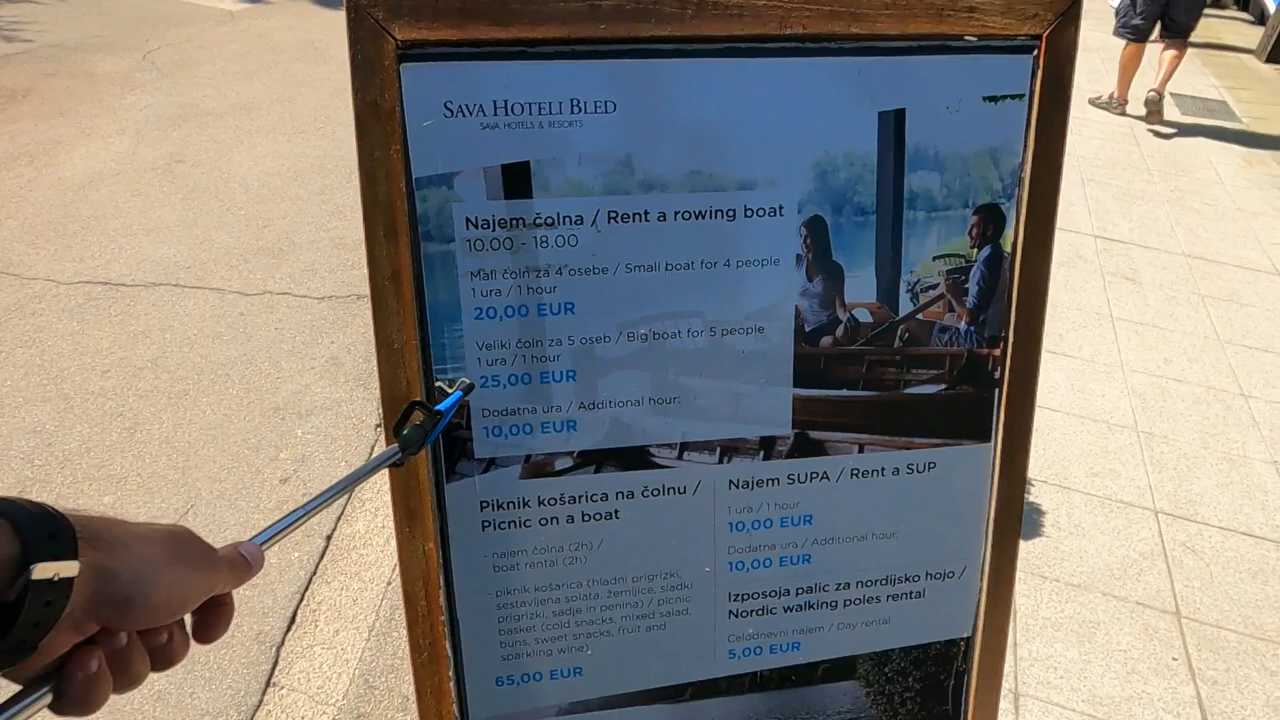 SAVA HOTELI BLED
SAVA HOTELS & RESORTS
Najem čolna / Rent a rowing boat
10.00 - 18.00
Mali čoln za 4 osebe / Small boat for 4 people
1 ura / 1 hour
20,00 EUR
Veliki čoln za 5 oseb / Big boat for 5 people
1 ura / 1 hour
25,00 EUR
Dodatna ura / Additional hour:
10,00 EUR
Piknik košarica na čolnu /
Picnic on a boat
- najem čolna (2h) /
boat rental (2h)
- piknik košarica (hladni prigrizki,
sestavljena solata, žemljice, sladki
prigrizki, sadje in penina) / picnic
basket (cold snacks, mixed salad,
buns, sweet snacks, fruit and
sparkling wine)
65,00 EUR
Najem SUPA / Rent a SUP
1 ura / 1 hour
10,00 EUR
Dodatna ura / Additional hour:
10,00 EUR
Izposoja palic za nordijsko hojo /
Nordic walking poles rental
Celodnevni najem / Day rental
5,00 EUR